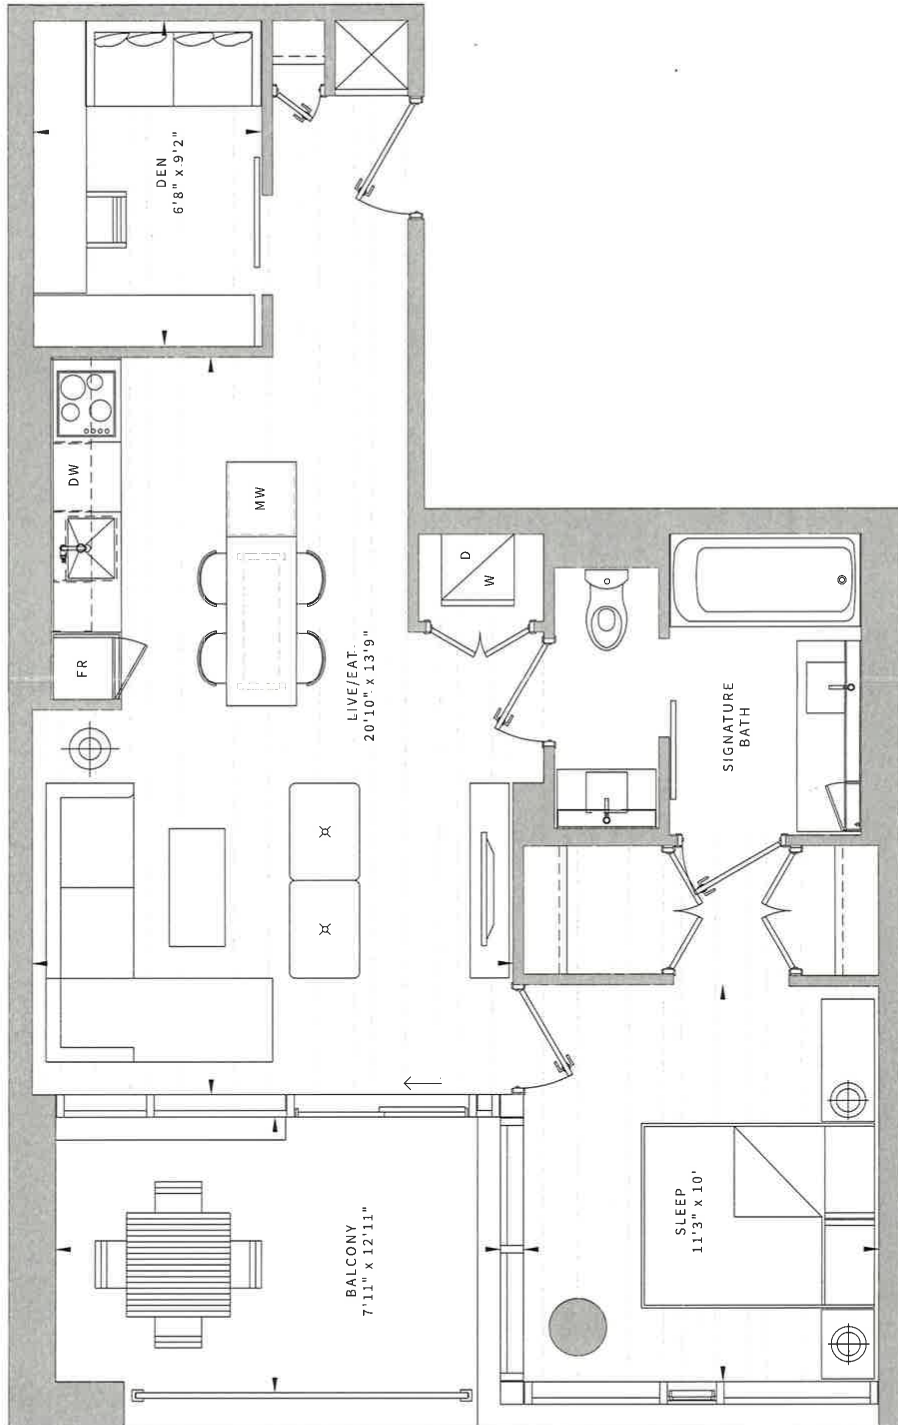 DEN
6'8" x 9'2"
DW
MW
FR
D
W
LIVE/EAT
20'10" x 13'9"
SIGNATURE
BATH
SLEEP
11'3" x 10'
BALCONY
7'11" x 12'11"